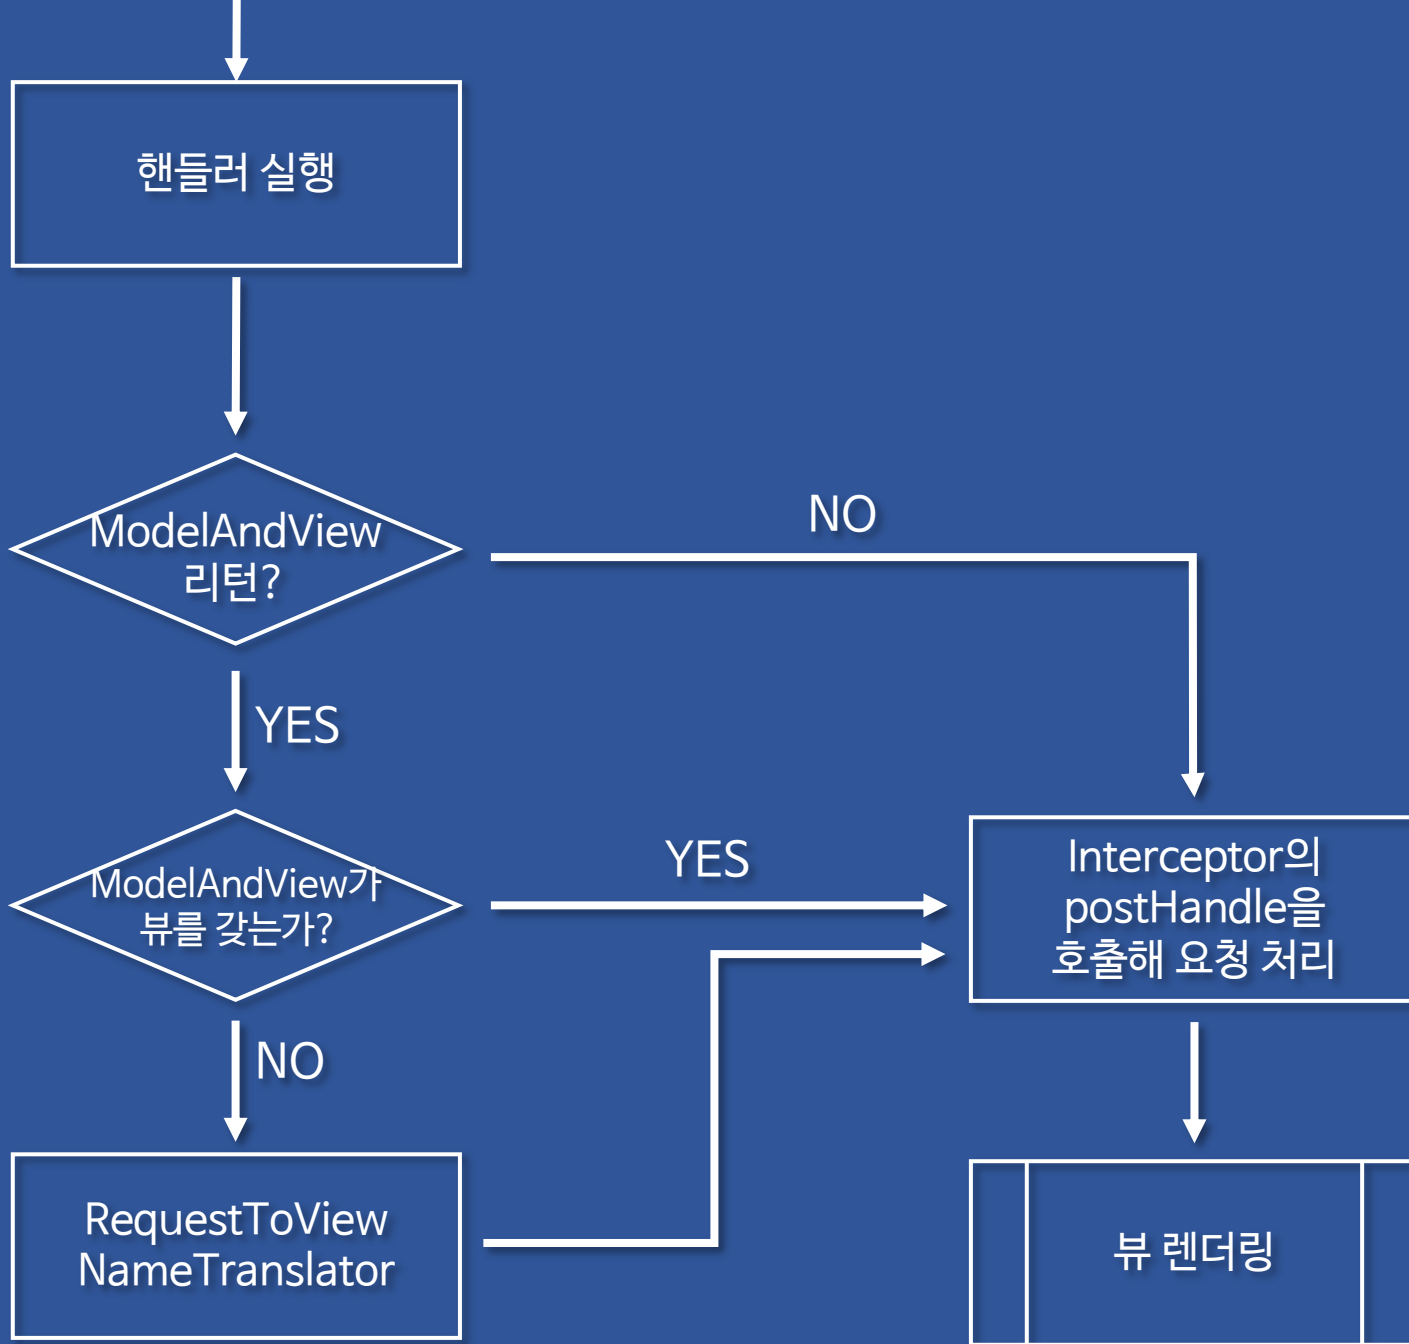 핸들러 실행
ModelAndView
리턴?
NO
YES
ModelAndView가
뷰를 갖는가?
YES
Interceptor의
postHandle을
호출해 요청 처리
NO
RequestToView
NameTranslator
뷰 렌더링